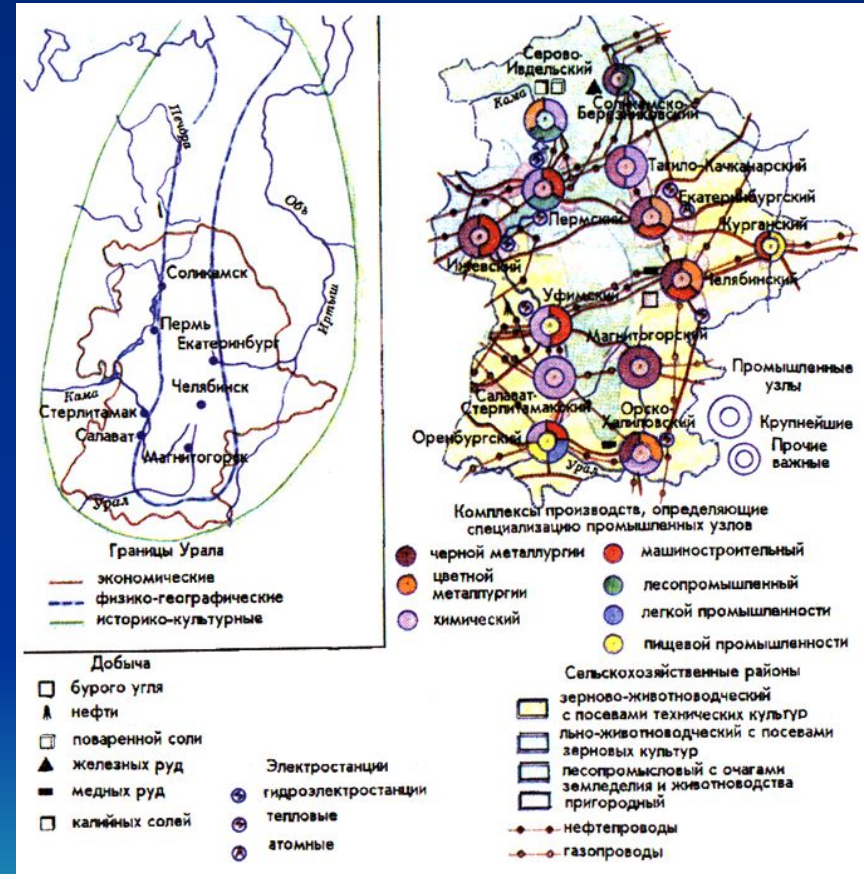 Печора
Обь
Иртыш
Соликамск
Пермь
Екатеринбург
Кама
Челябинск
Стерлитамак
Салават
Магнитогорск
Урал
Границы Урала
экономические
физико-географические
историко-культурные
Серово-
Ивдельский
Кама
Соликамско-
Березниковский
Тагило-Качканарский
Екатеринбургский
Пермский
Курганский
Ижевский
Челябинский
Уфимский
Магнитогорский
Салават-
Стерлитамакский
Орско-
Халиловский
Оренбургский
Урал
Промышленные
узлы
Крупнейшие
Прочие
важные
Комплексы производств, определяющие
специализацию промышленных узлов
черной металлургии
цветной
металлургии
химический
машиностроительный
лесопромышленный
легкой промышленности
пищевой промышленности
Добыча
бурого угля
нефти
поваренной соли
железных руд
медных руд
калийных солей
Электростанции
гидроэлектростанции
тепловые
атомные
Сельскохозяйственные районы
зерново-животноводческий
с посевами технических культур
льно-животноводческий с посевами
зерновых культур
лесопромысловый с очагами
земледелия и животноводства
пригородный
нефтепроводы
газопроводы